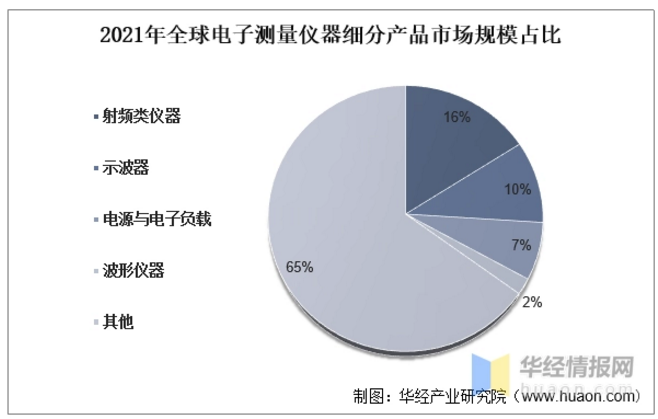 2021年全球电子测量仪器细分产品市场规模占比
射频类仪器
示波器
电源与电子负载
波形仪器
其他
16%
10%
7%
2%
65%
华经情报网
huaon.com
制图：华经产业研究院（www.huaon.com）